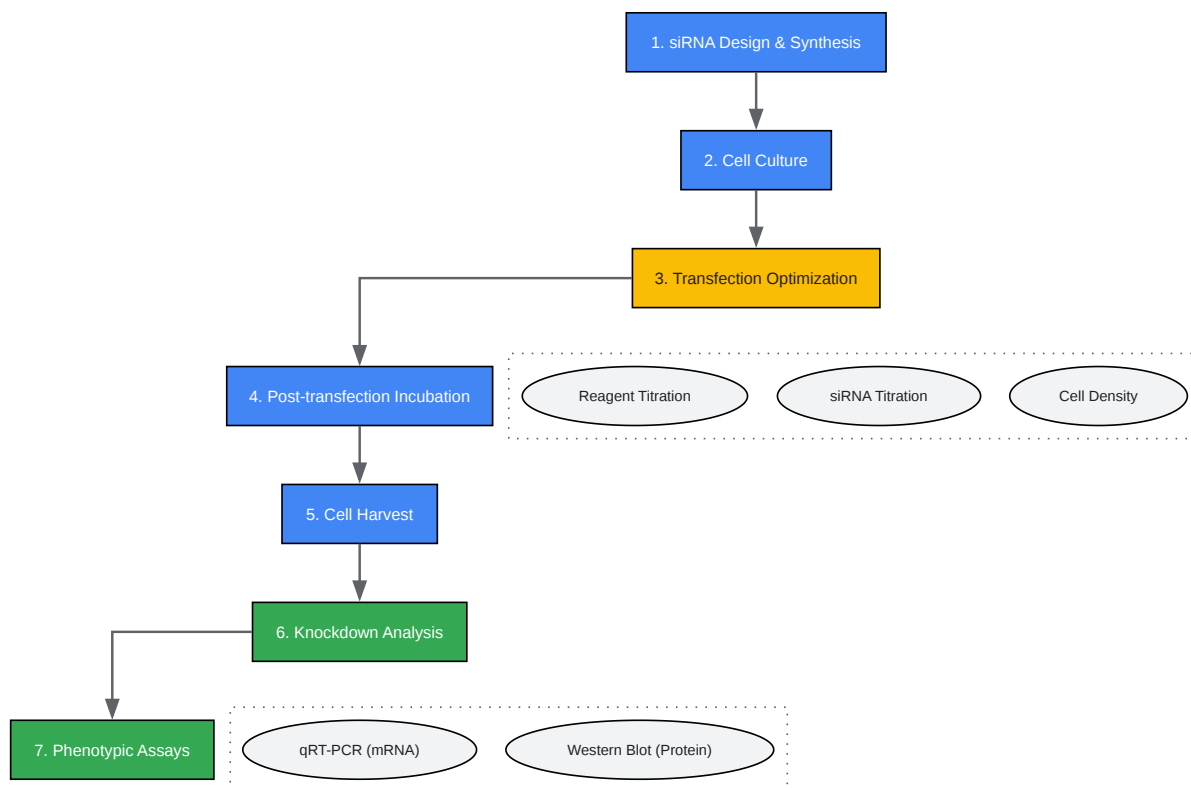 1. siRNA Design & Synthesis
2. Cell Culture
3. Transfection Optimization
4. Post-transfection Incubation
Reagent Titration
siRNA Titration
Cell Density
5. Cell Harvest
6. Knockdown Analysis
7. Phenotypic Assays
qRT-PCR (mRNA)
Western Blot (Protein)